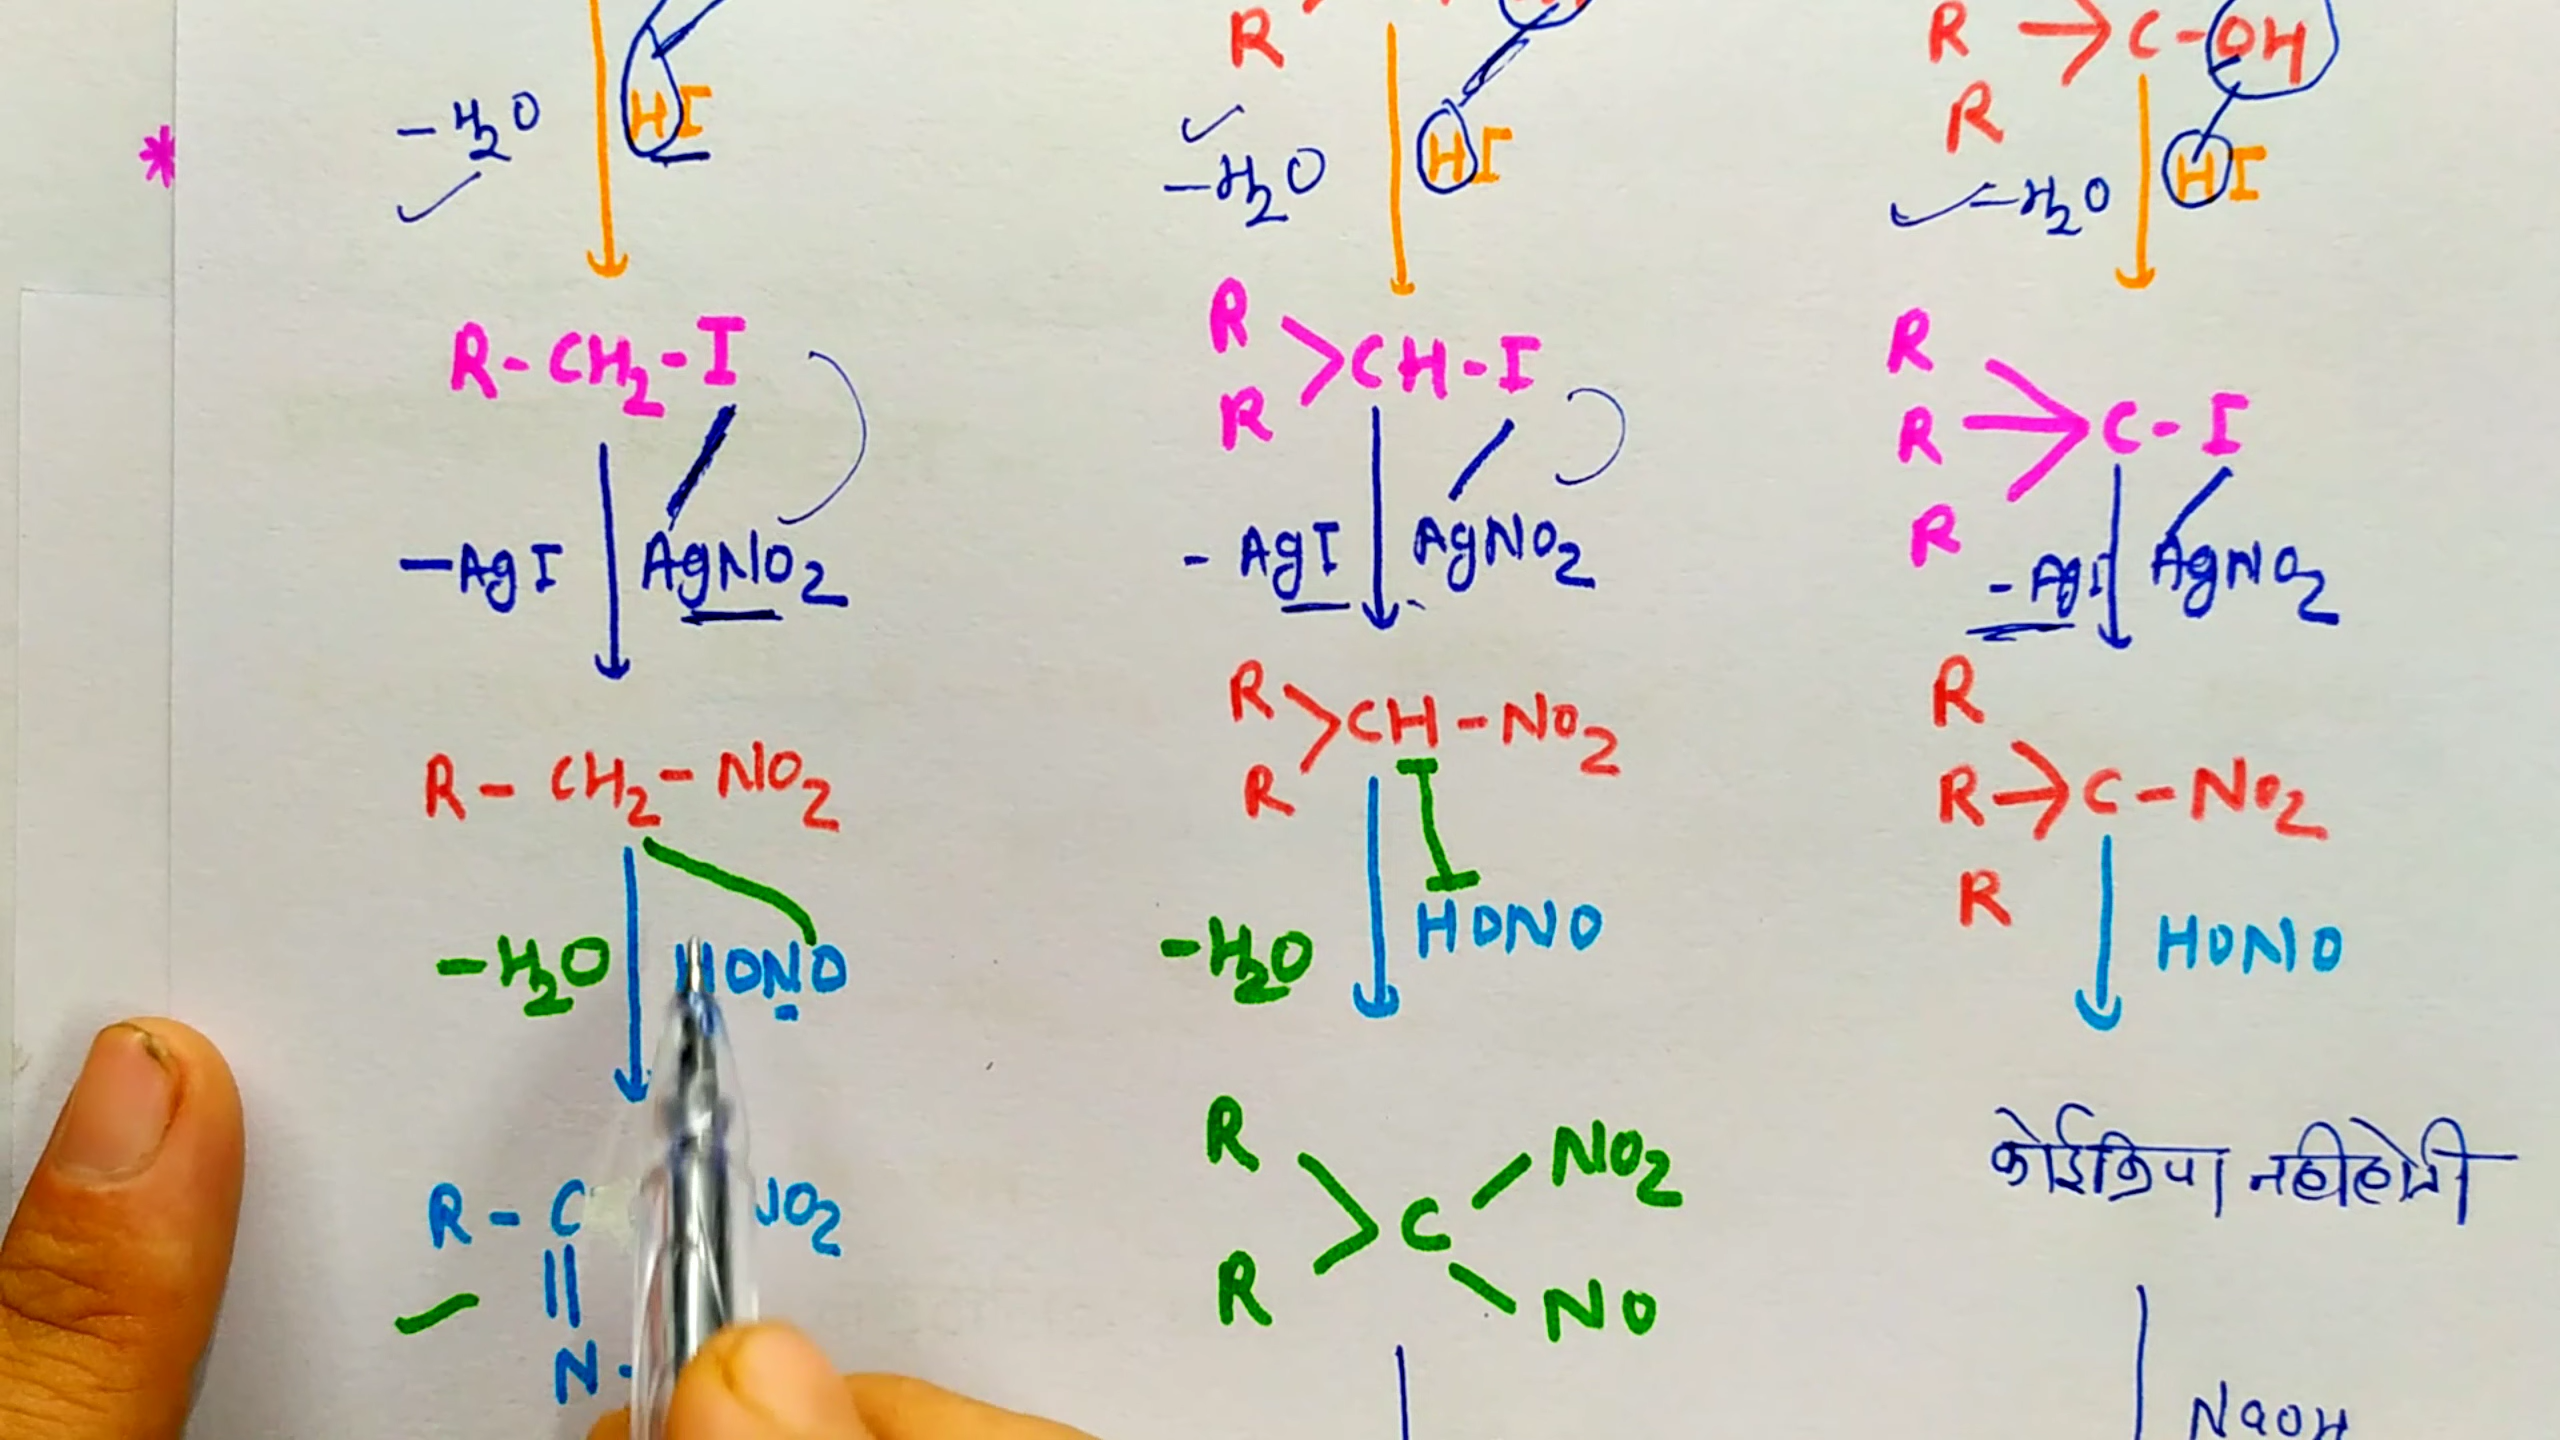 R
R > C-OH
R
-H2O HI
-H2O HI
-H2O HI
*
R-CH2-I
R
R >CH-I
R
R
R
C-I
-AgI AgNO2
-AgI AgNO2
-AgI AgNO2
R-CH2-NO2
R
R >CH-NO2
R
R
R
C-NO2
-H2O HONO
-H2O HONO
HONO
R-C
||
N-
R
R
C
NO2
NO
कोई क्रिया नही होती
NaOH